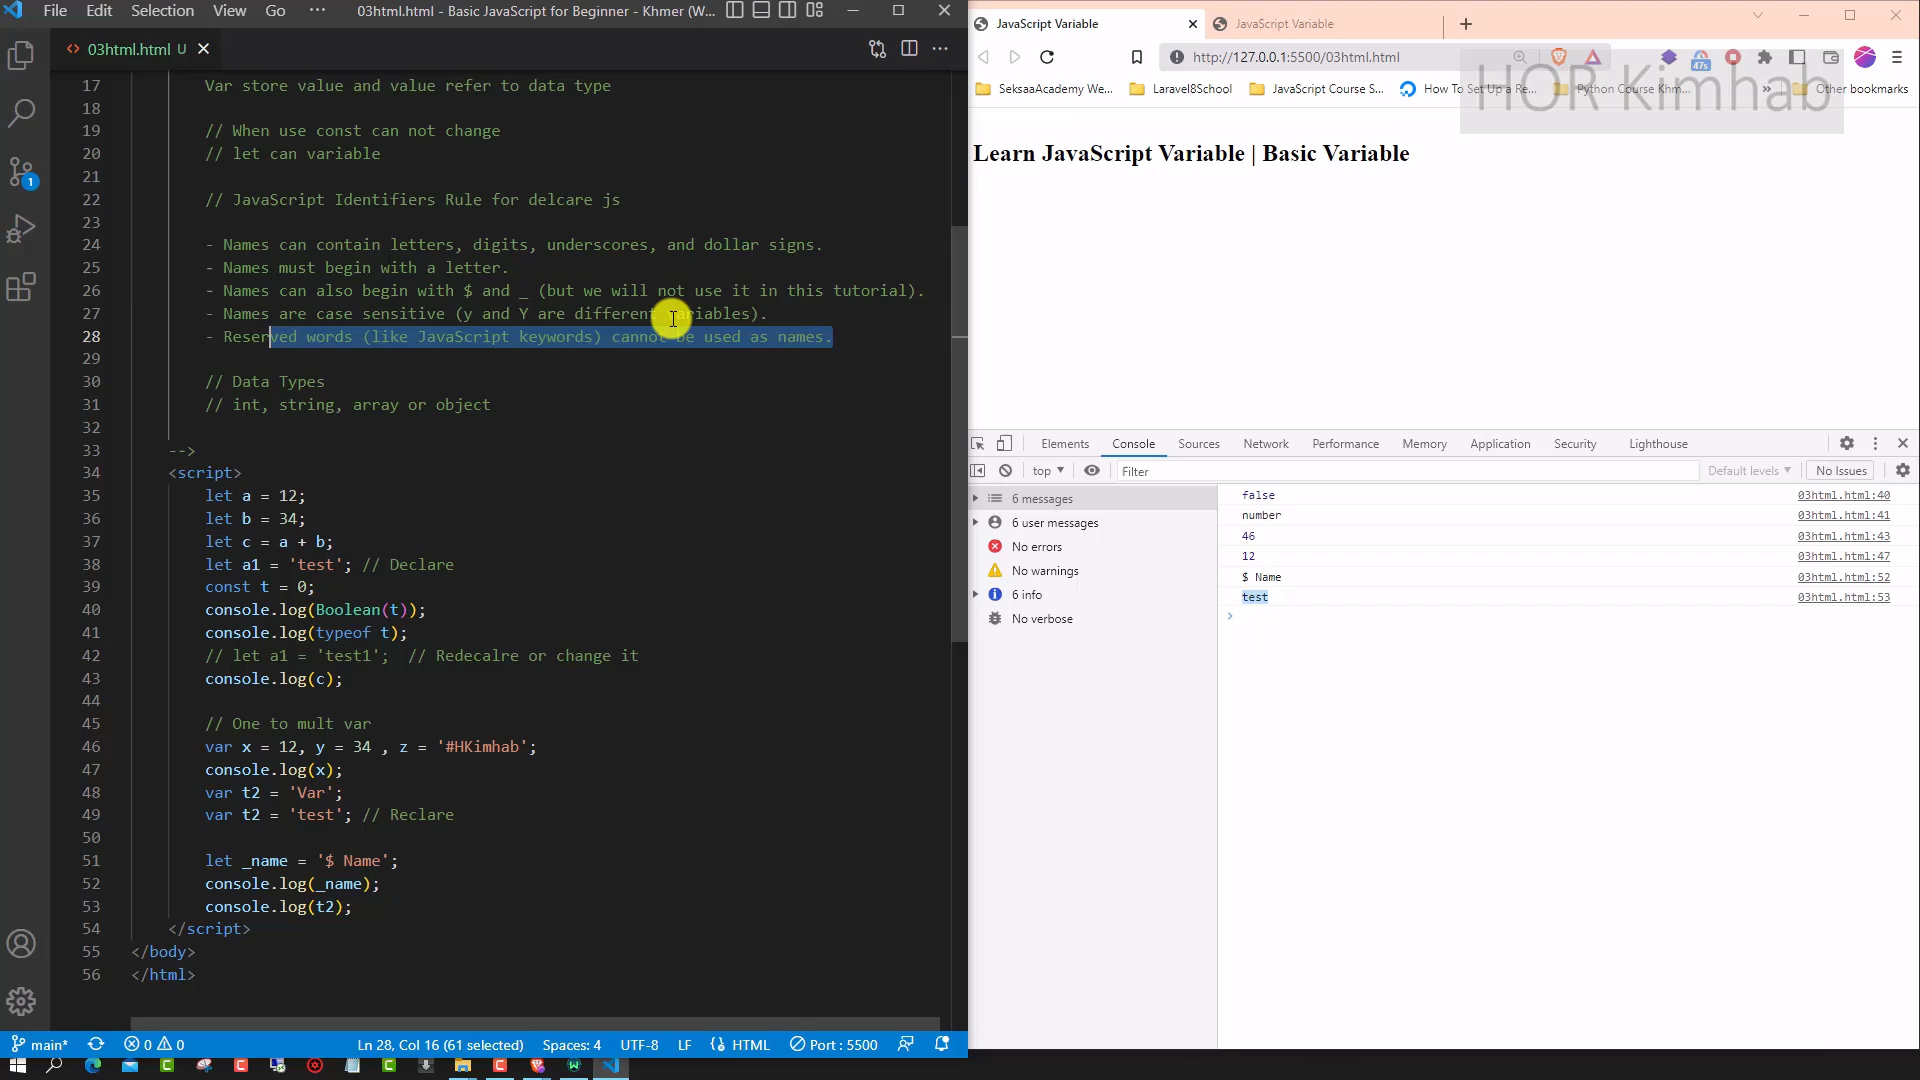 File Edit Selection View Go ··· 03html.html - Basic JavaScript for Beginner - Khmer (W...
<> 03html.html U
17 Var store value and value refer to data type
18
19 // When use const can not change
20 // let can variable
21
22 // JavaScript Identifiers Rule for delcare js
23
24 - Names can contain letters, digits, underscores, and dollar signs.
25 - Names must begin with a letter.
26 - Names can also begin with $ and _ (but we will not use it in this tutorial).
27 - Names are case sensitive (y and Y are different variables).
28 - Reserved words (like JavaScript keywords) cannot be used as names.
29
30 // Data Types
31 // int, string, array or object
32
33 -->
34 <script>
35 let a = 12;
36 let b = 34;
37 let c = a + b;
38 let a1 = 'test'; // Declare
39 const t = 0;
40 console.log(Boolean(t));
41 console.log(typeof t);
42 // let a1 = 'test1'; // Redecalre or change it
43 console.log(c);
44
45 // One to mult var
46 var x = 12, y = 34 , z = '#HKimhab';
47 console.log(x);
48 var t2 = 'Var';
49 var t2 = 'test'; // Reclare
50
51 let _name = '$ Name';
52 console.log(_name);
53 console.log(t2);
54 </script>
55 </body>
56 </html>
1
main* 0 0 Ln 28, Col 16 (61 selected) Spaces: 4 UTF-8 LF HTML Port : 5500
JavaScript Variable JavaScript Variable
http://127.0.0.1:5500/03html.html
47s
HOR Kimhab
SeksaaAcademy We... Laravel8School JavaScript Course S... How To Set Up a Re... Python Course Khm... » Other bookmarks
Learn JavaScript Variable | Basic Variable
Elements Console Sources Network Performance Memory Application Security Lighthouse
top Filter Default levels No Issues
6 messages
6 user messages
No errors
No warnings
6 info
No verbose
false 03html.html:40
number 03html.html:41
46 03html.html:43
12 03html.html:47
$ Name 03html.html:52
test 03html.html:53